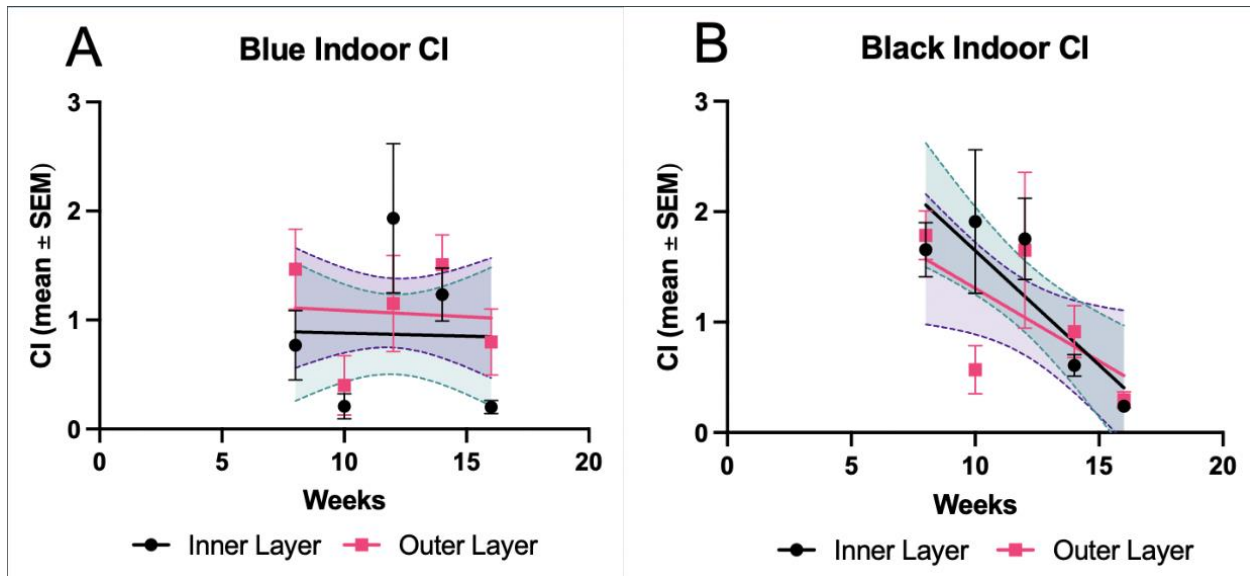 A
Blue Indoor CI
3
2
1
0
CI (mean ± SEM)
0
5
10
15
20
Weeks
Inner Layer
Outer Layer
B
Black Indoor CI
3
2
1
0
CI (mean ± SEM)
0
5
10
15
20
Weeks
Inner Layer
Outer Layer